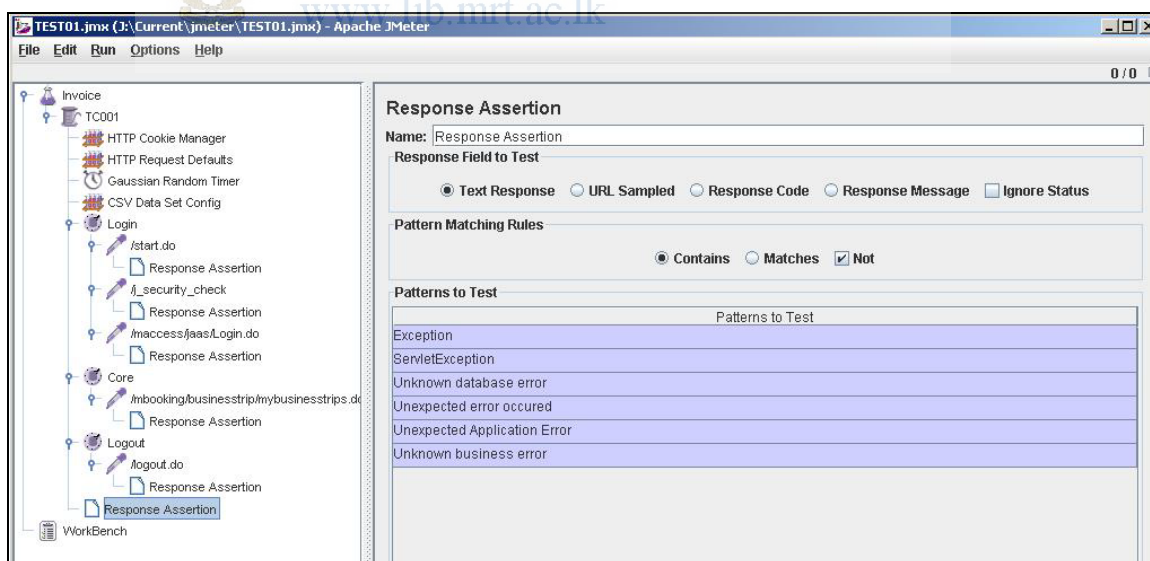 www.lib.mrt.ac.lk
TEST01.jmx (J:\Current\jmeter\TEST01.jmx) - Apache JMeter
File Edit Run Options Help
0 / 0
Invoice
TC001
HTTP Cookie Manager
HTTP Request Defaults
Gaussian Random Timer
CSV Data Set Config
Login
/start.do
Response Assertion
/j_security_check
Response Assertion
/maccess/jaas/Login.do
Response Assertion
Core
/mbooking/businesstrip/mybusinesstrips.do
Response Assertion
Logout
/logout.do
Response Assertion
Response Assertion
WorkBench
Response Assertion
Name: Response Assertion
Response Field to Test
Text Response URL Sampled Response Code Response Message Ignore Status
Pattern Matching Rules
Contains Matches Not
Patterns to Test
Patterns to Test
Exception
ServletException
Unknown database error
Unexpected error occured
Unexpected Application Error
Unknown business error